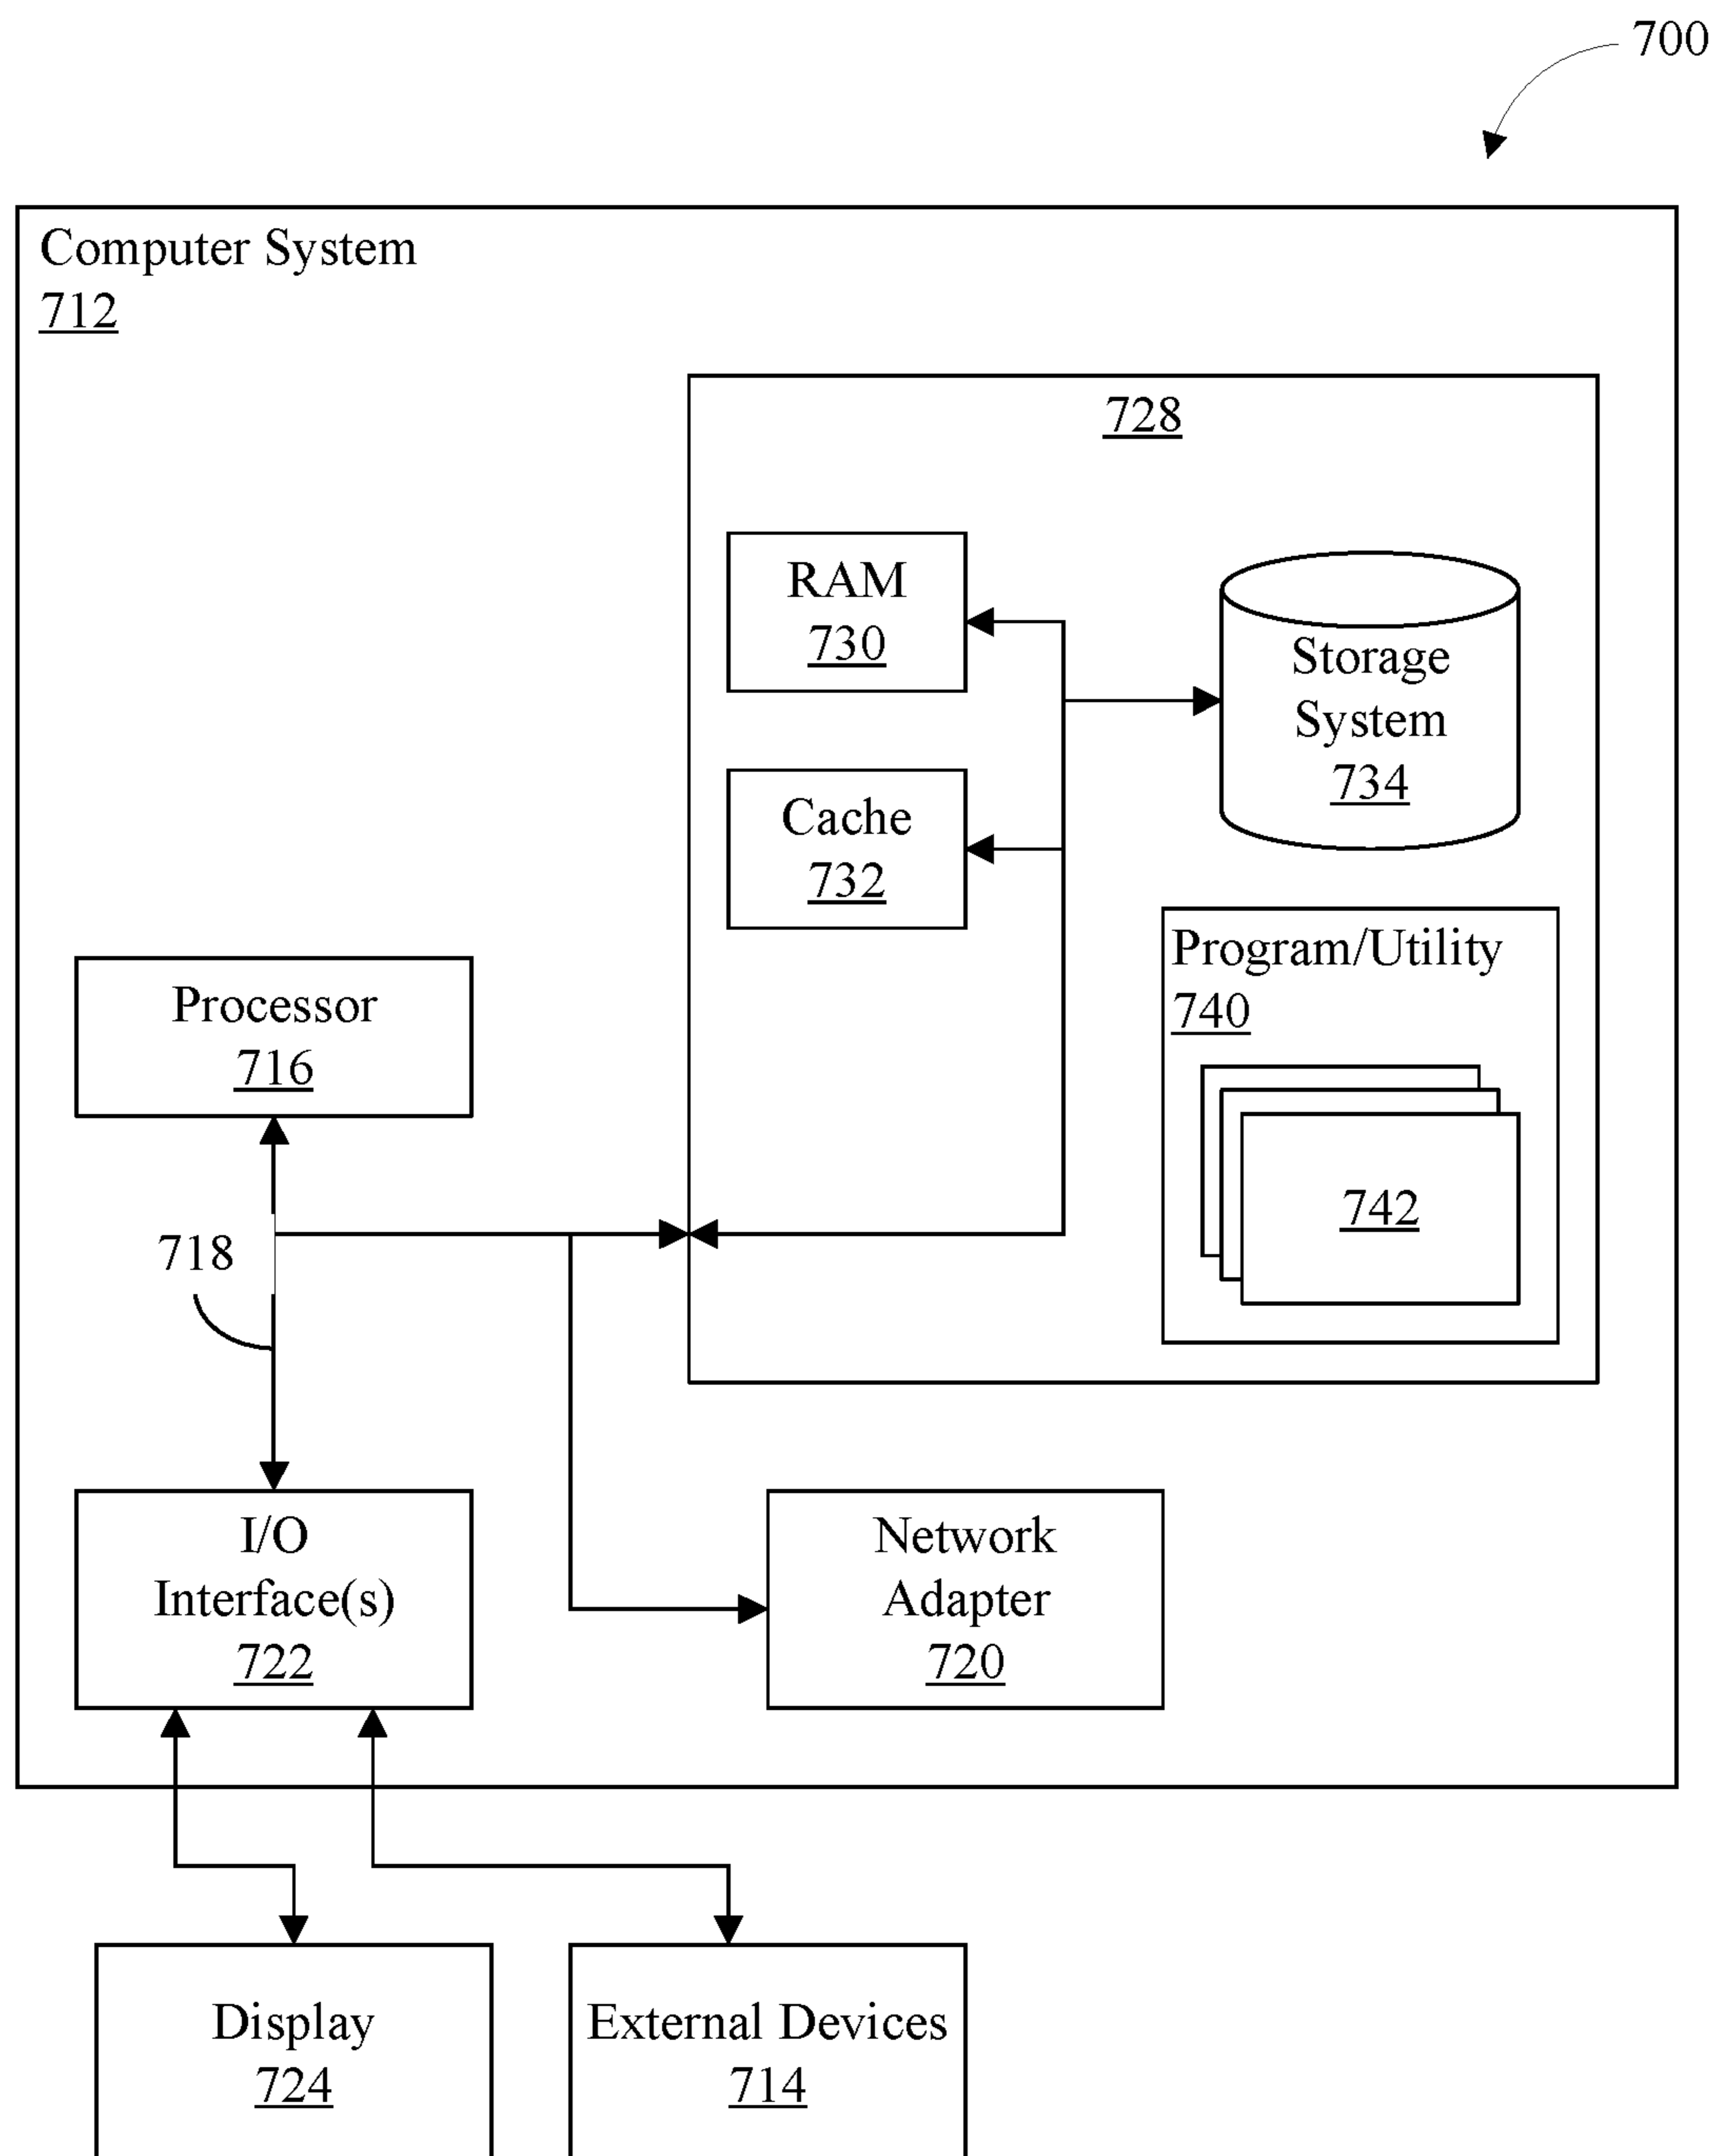 700
Computer System
712
728
RAM
730
Storage
System
734
Cache
732
Program/Utility
740
Processor
716
742
718
I/O
Interface(s)
722
Network
Adapter
720
Display
724
External Devices
714